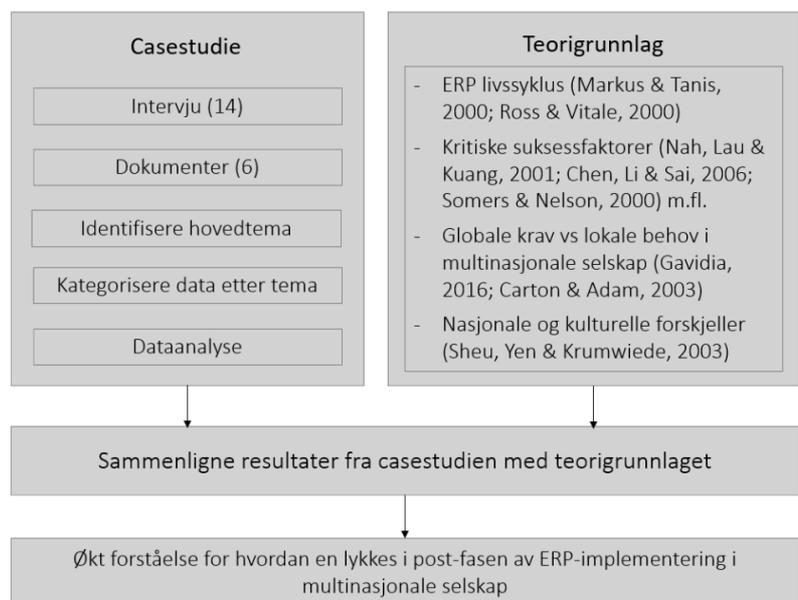 Casestudie
Intervju (14)
Dokumenter (6)
Identifisere hovedtema
Kategorisere data etter tema
Dataanalyse
Teorigrunnlag
- ERP livssyklus (Markus & Tanis,
2000; Ross & Vitale, 2000)
- Kritiske suksessfaktorer (Nah, Lau &
Kuang, 2001; Chen, Li & Sai, 2006;
Somers & Nelson, 2000) m.fl.
- Globale krav vs lokale behov i
multinasjonale selskap (Gavidia,
2016; Carton & Adam, 2003)
- Nasjonale og kulturelle forskjeller
(Sheu, Yen & Krumwiede, 2003)
Sammenligne resultater fra casestudien med teorigrunnlaget
Økt forståelse for hvordan en lykkes i post-fasen av ERP-implementering i
multinasjonale selskap